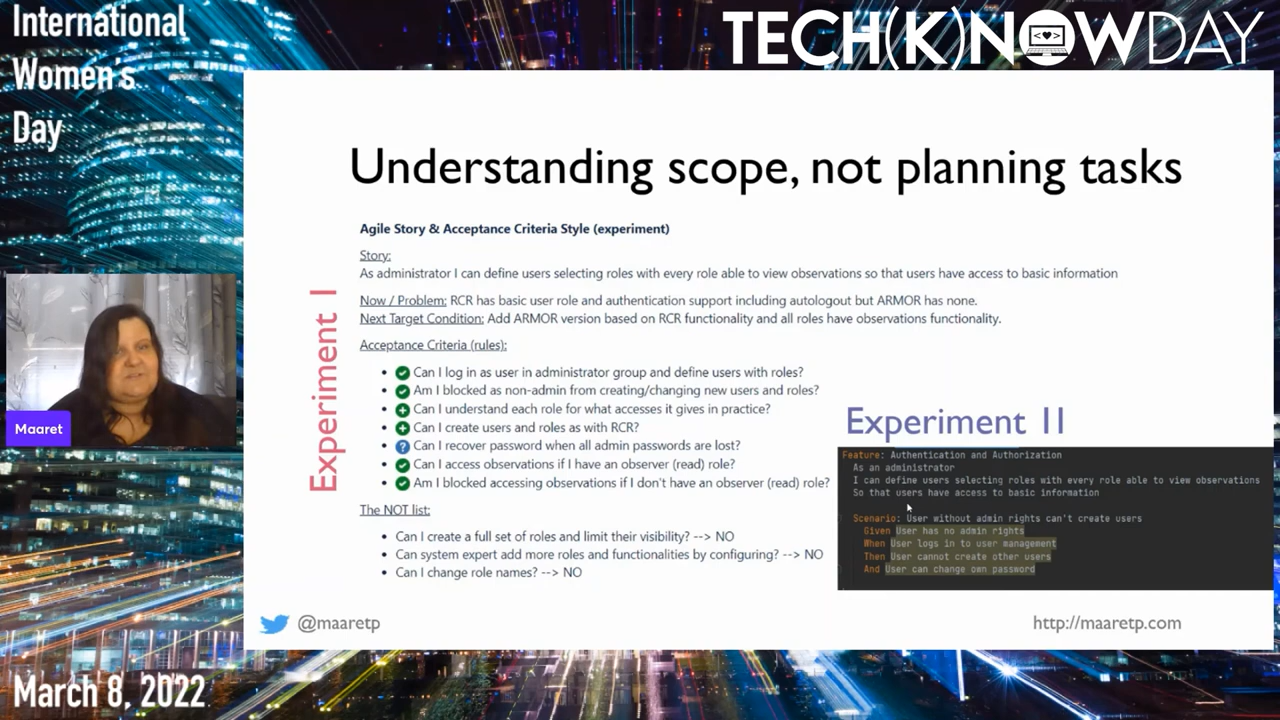 International
Women's
Day
TECH(K)NOWDAY
Understanding scope, not planning tasks
Experiment I
Agile Story & Acceptance Criteria Style (experiment)
Story:
As administrator I can define users selecting roles with every role able to view observations so that users have access to basic information
Now / Problem: RCR has basic user role and authentication support including autologout but ARMOR has none.
Next Target Condition: Add ARMOR version based on RCR functionality and all roles have observations functionality.
Acceptance Criteria (rules):
• Can I log in as user in administrator group and define users with roles?
• Am I blocked as non-admin from creating/changing new users and roles?
• Can I understand each role for what accesses it gives in practice?
• Can I create users and roles as with RCR?
• Can I recover password when all admin passwords are lost?
• Can I access observations if I have an observer (read) role?
• Am I blocked accessing observations if I don't have an observer (read) role?
The NOT list:
• Can I create a full set of roles and limit their visibility? --> NO
• Can system expert add more roles and functionalities by configuring? --> NO
• Can I change role names? --> NO
Experiment II
Feature: Authentication and Authorization
As an administrator
I can define users selecting roles with every role able to view observations
So that users have access to basic information
Scenario: User without admin rights can't create users
Given User has no admin rights
When User logs in to user management
Then User cannot create other users
And User can change own password
Maaret
@maaretp
http://maaretp.com
March 8, 2022